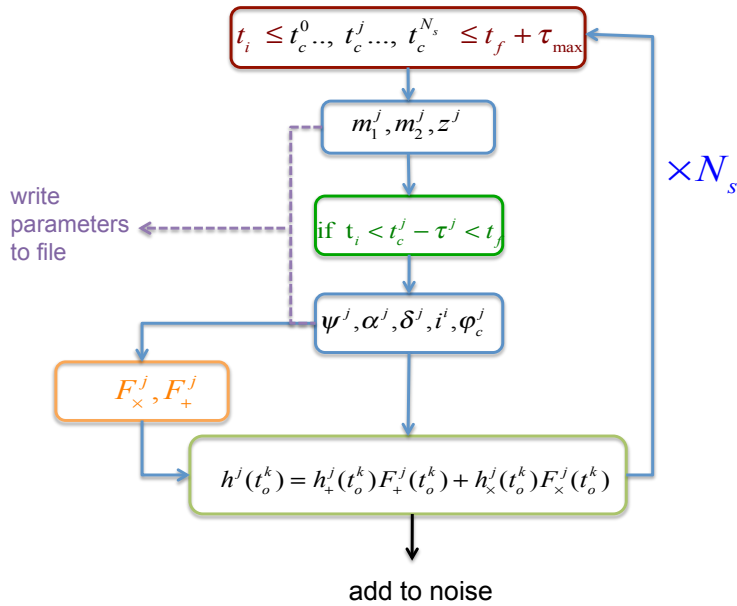 t_i ≤ t_c^0.., t_c^j..., t_c^{N_s} ≤ t_f + τ_max
m_1^j, m_2^j, z^j
×N_s
write
parameters
to file
if t_i < t_c^j − τ^j < t_f
ψ^j, α^j, δ^j, i^i, φ_c^j
F_×^j, F_+^j
h^j(t_o^k) = h_+^j(t_o^k)F_+^j(t_o^k) + h_×^j(t_o^k)F_×^j(t_o^k)
add to noise